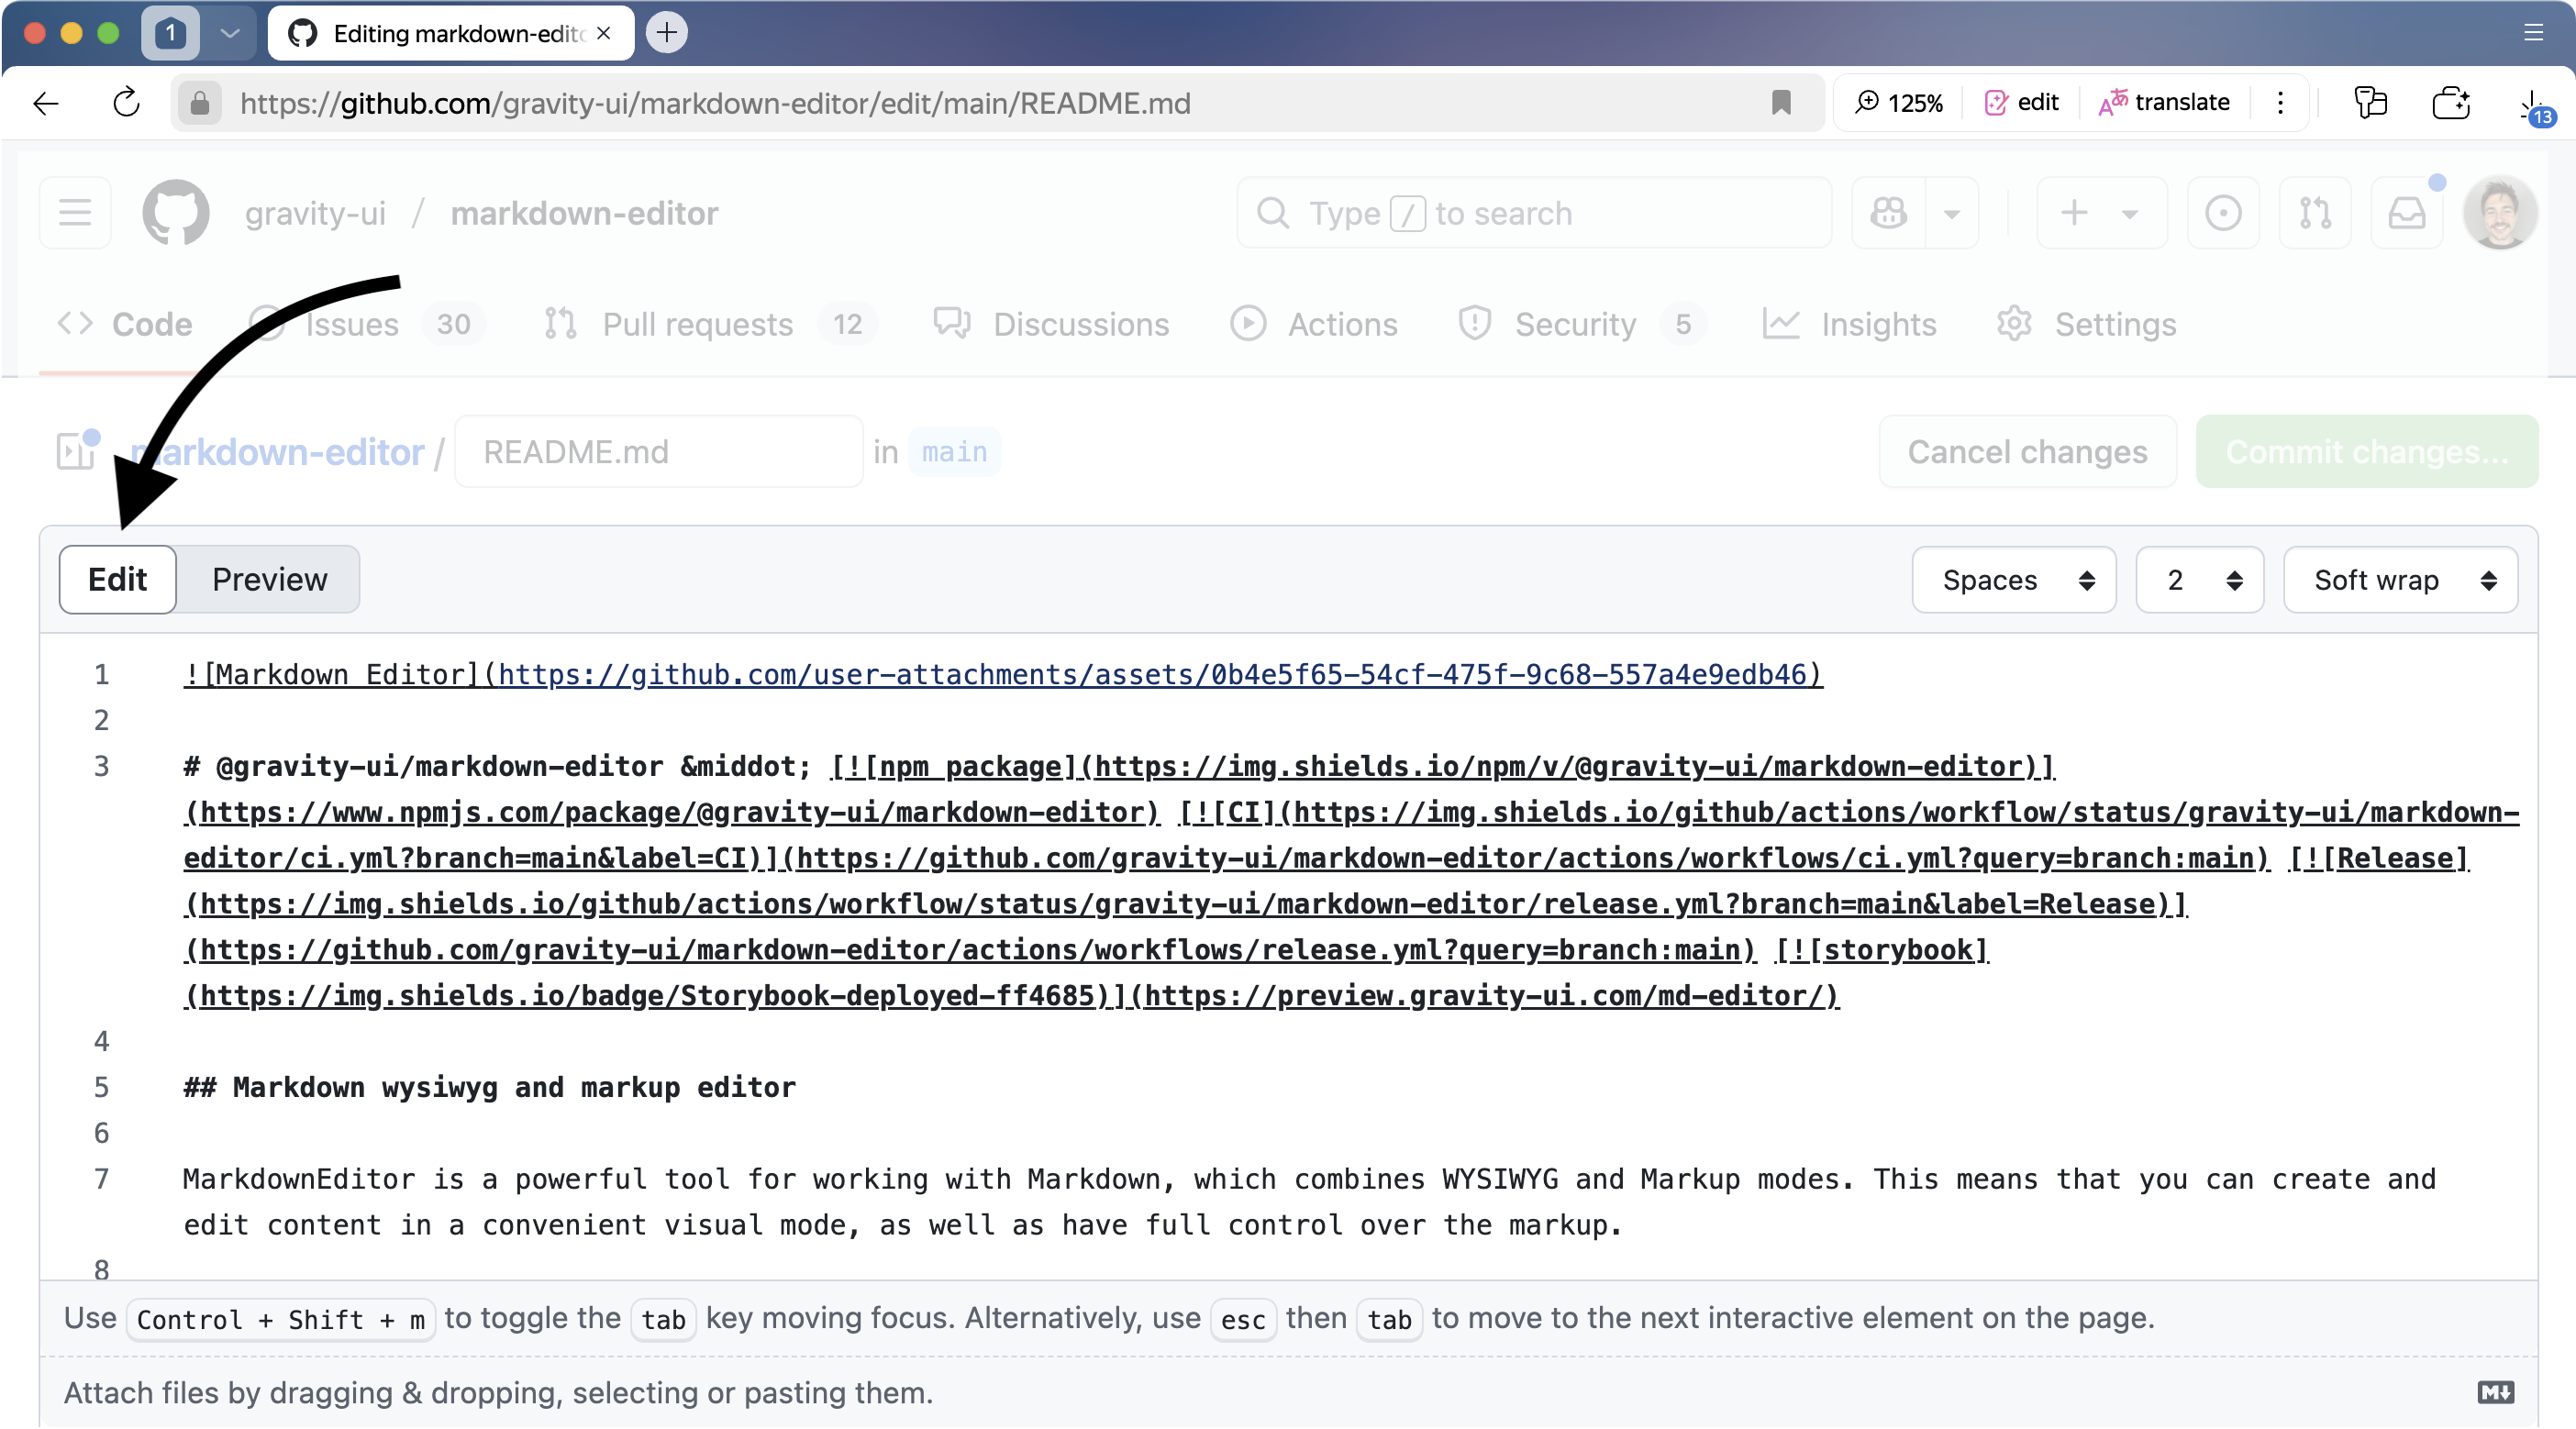 1 Editing markdown-edit
https://github.com/gravity-ui/markdown-editor/edit/main/README.md 125% edit translate 13
gravity-ui / markdown-editor Type / to search
Code Issues 30 Pull requests 12 Discussions Actions Security 5 Insights Settings
markdown-editor / README.md in main Cancel changes Commit changes...
Edit Preview Spaces 2 Soft wrap
1 ![Markdown Editor](https://github.com/user-attachments/assets/0b4e5f65-54cf-475f-9c68-557a4e9edb46)
2
3 # @gravity-ui/markdown-editor &middot; [![npm package](https://img.shields.io/npm/v/@gravity-ui/markdown-editor)]
(https://www.npmjs.com/package/@gravity-ui/markdown-editor) [![CI](https://img.shields.io/github/actions/workflow/status/gravity-ui/markdown-
editor/ci.yml?branch=main&label=CI)](https://github.com/gravity-ui/markdown-editor/actions/workflows/ci.yml?query=branch:main) [![Release]
(https://img.shields.io/github/actions/workflow/status/gravity-ui/markdown-editor/release.yml?branch=main&label=Release)]
(https://github.com/gravity-ui/markdown-editor/actions/workflows/release.yml?query=branch:main) [![storybook]
(https://img.shields.io/badge/Storybook-deployed-ff4685)](https://preview.gravity-ui.com/md-editor/)
4
5 ## Markdown wysiwyg and markup editor
6
7 MarkdownEditor is a powerful tool for working with Markdown, which combines WYSIWYG and Markup modes. This means that you can create and
edit content in a convenient visual mode, as well as have full control over the markup.
8
Use Control + Shift + m to toggle the tab key moving focus. Alternatively, use esc then tab to move to the next interactive element on the page.
Attach files by dragging & dropping, selecting or pasting them.